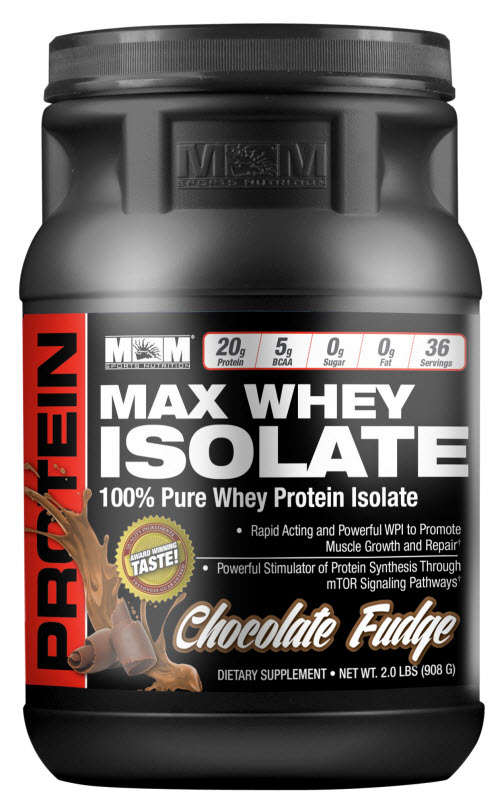 M M
SPORTS NUTRITION
PROTEIN
M M®
SPORTS NUTRITION
20g Protein
5g BCAA
0g Sugar
0g Fat
36 Servings
MAX WHEY
ISOLATE
100% Pure Whey Protein Isolate
• Rapid Acting and Powerful WPI to Promote
Muscle Growth and Repair†
• Powerful Stimulator of Protein Synthesis Through
mTOR Signaling Pathways†
AWARD WINNING
TASTE!
Chocolate Fudge
DIETARY SUPPLEMENT • NET WT. 2.0 LBS (908 G)